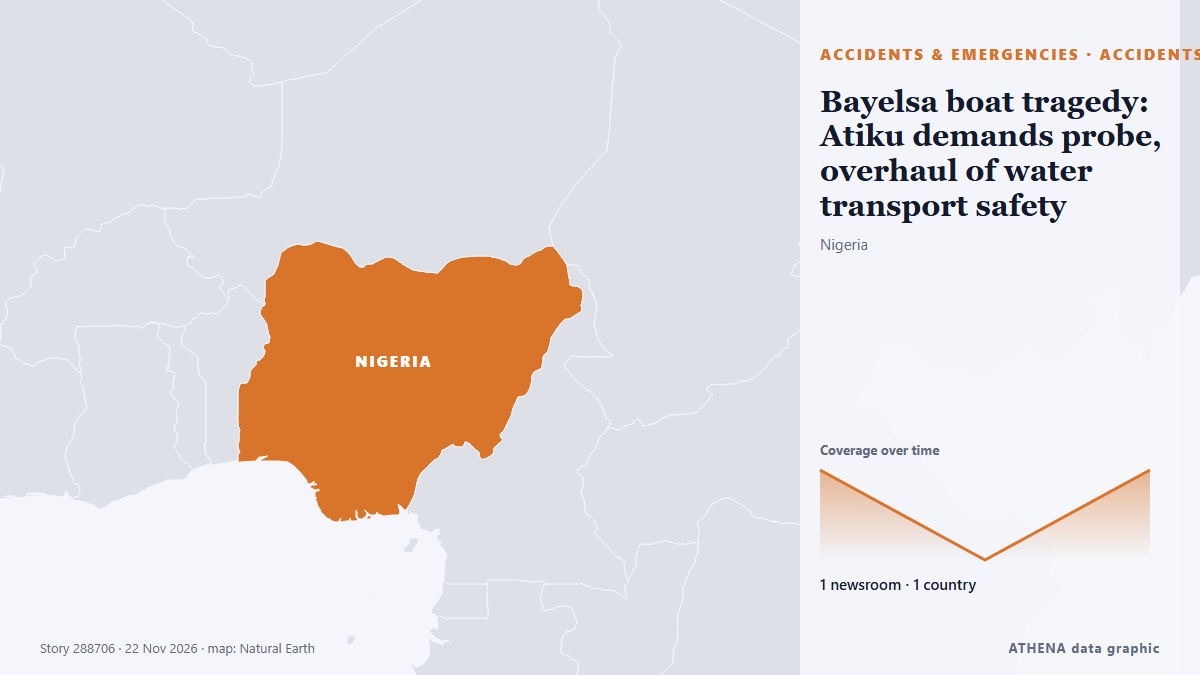 ACCIDENTS & EMERGENCIES · ACCIDENTS
Bayelsa boat tragedy:
Atiku demands probe,
overhaul of water
transport safety
Nigeria
NIGERIA
Coverage over time
1 newsroom · 1 country
Story 288706 · 22 Nov 2026 · map: Natural Earth
ATHENA data graphic